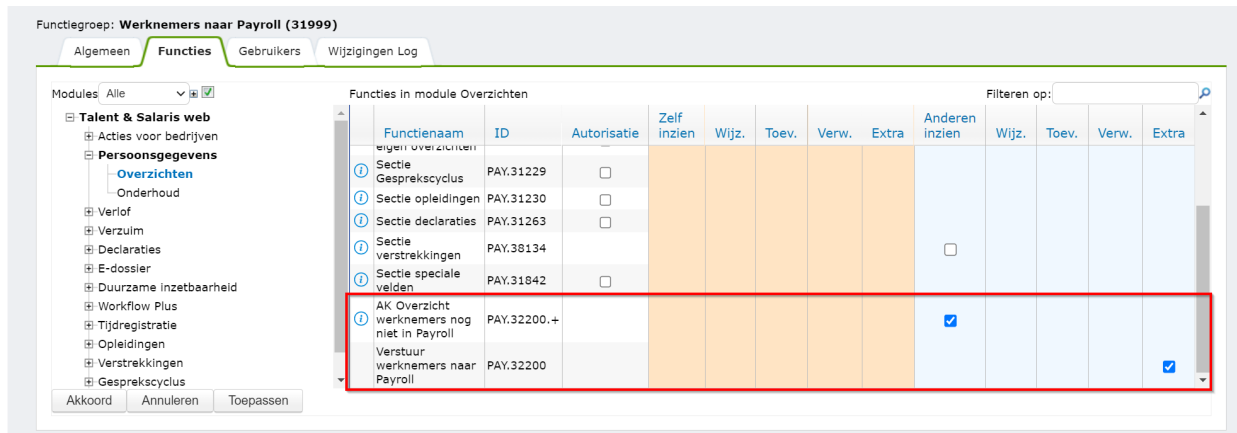 Functiegroep: Werknemers naar Payroll (31999)
Algemeen Functies Gebruikers Wijzigingen Log
Modules Alle
Functies in module Overzichten Filteren op:
Talent & Salaris web
Acties voor bedrijven
Persoonsgegevens
Overzichten
Onderhoud
Verlof
Verzuim
Declaraties
E-dossier
Duurzame inzetbaarheid
Workflow Plus
Tijdregistratie
Opleidingen
Verstrekkingen
Gesprekscyclus
Akkoord Annuleren Toepassen
Functienaam ID Autorisatie Zelf inzien Wijz. Toev. Verw. Extra Anderen inzien Wijz. Toev. Verw. Extra
eigen overzichten
Sectie Gesprekscyclus PAY.31229
Sectie opleidingen PAY.31230
Sectie declaraties PAY.31263
Sectie verstrekkingen PAY.38134
Sectie speciale velden PAY.31842
AK Overzicht werknemers nog niet in Payroll PAY.32200.+
Verstuur werknemers naar Payroll PAY.32200